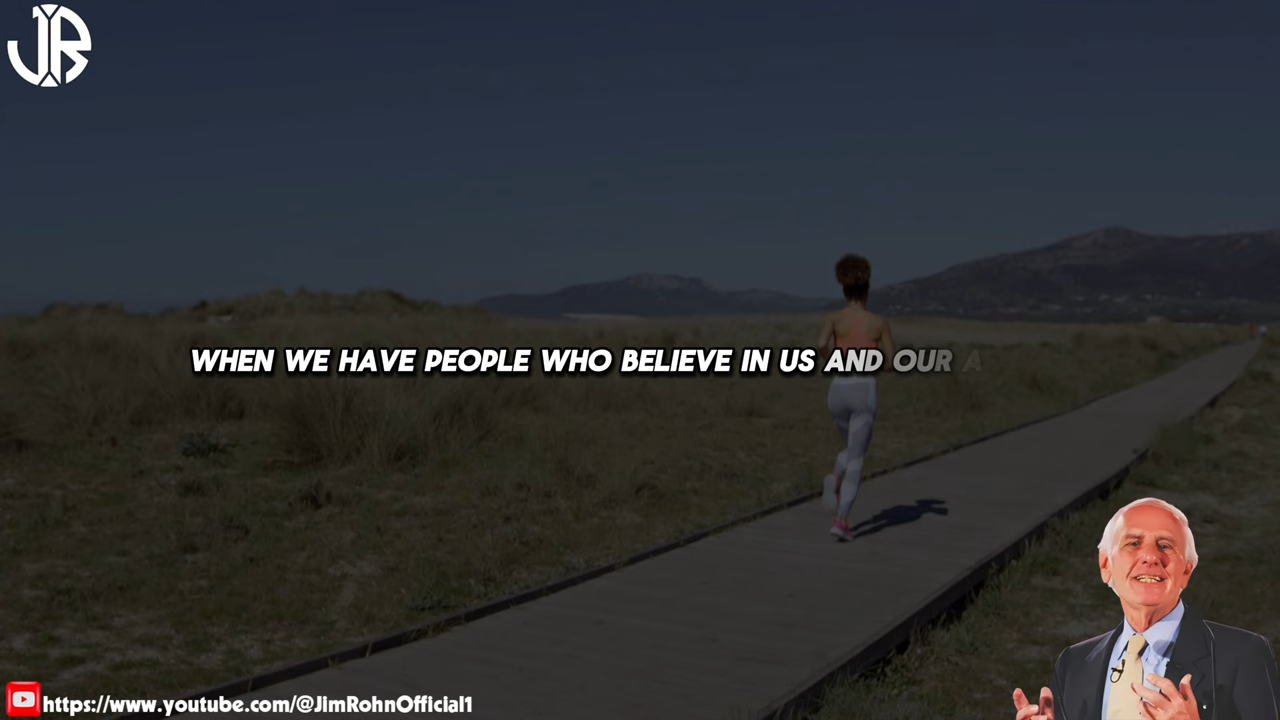 JR
WHEN WE HAVE PEOPLE WHO BELIEVE IN US AND OUR A
https://www.youtube.com/@JimRohnOfficial1